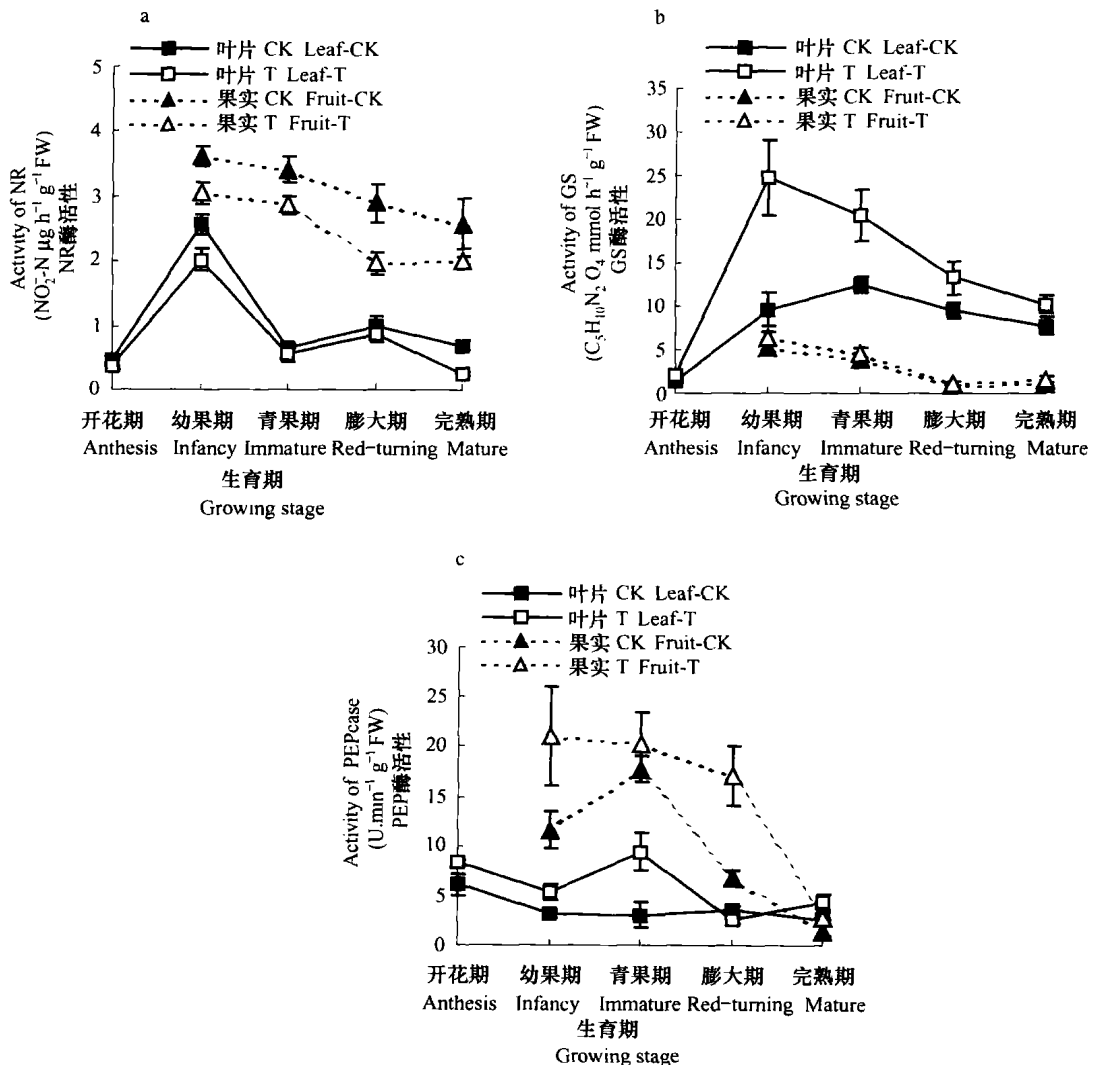 a
叶片 CK Leaf-CK
叶片 T Leaf-T
果实 CK Fruit-CK
果实 T Fruit-T
5
4
3
2
1
0
Activity of NR
(NO₂⁻-N μg h⁻¹ g⁻¹ FW)
NR酶活性
开花期 幼果期 青果期 膨大期 完熟期
Anthesis Infancy Immature Red-turning Mature
生育期
Growing stage
b
叶片 CK Leaf-CK
叶片 T Leaf-T
果实 CK Fruit-CK
果实 T Fruit-T
35
30
25
20
15
10
5
0
Activity of GS
(C₅H₁₀N₂O₄ mmol h⁻¹ g⁻¹ FW)
GS酶活性
开花期 幼果期 青果期 膨大期 完熟期
Anthesis Infancy Immature Red-turning Mature
生育期
Growing stage
c
叶片 CK Leaf-CK
叶片 T Leaf-T
果实 CK Fruit-CK
果实 T Fruit-T
30
25
20
15
10
5
0
Activity of PEPcase
(U.min⁻¹ g⁻¹ FW)
PEP酶活性
开花期 幼果期 青果期 膨大期 完熟期
Anthesis Infancy Immature Red-turning Mature
生育期
Growing stage